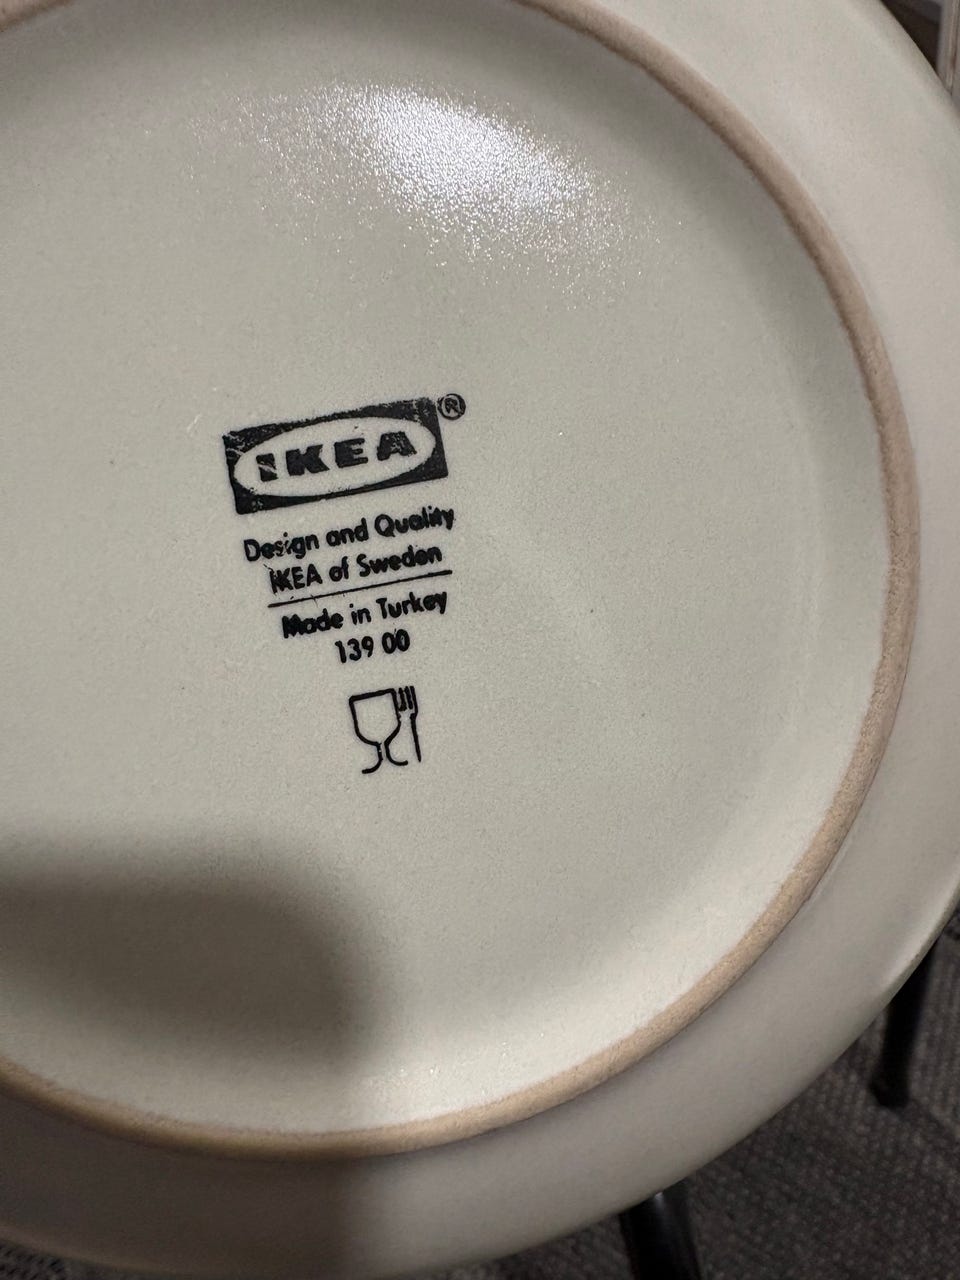 IKEA®
Design and Quality
IKEA of Sweden
Made in Turkey
139 00